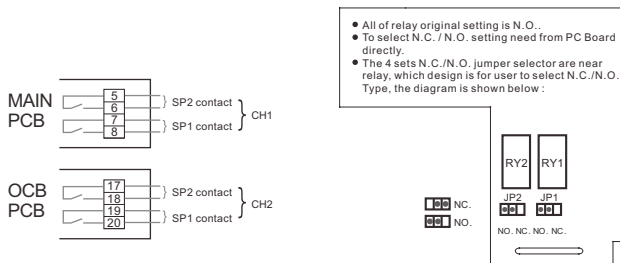 All of relay original setting is N.O..
To select N.C. / N.O. setting need from PC Board
directly.
The 4 sets N.C./N.O. jumper selector are near
relay, which design is for user to select N.C./N.O.
Type, the diagram is shown below :
MAIN
PCB
5
6
7
8
SP2 contact
SP1 contact
CH1
OCB
PCB
17
18
19
20
SP2 contact
SP1 contact
CH2
RY2 RY1
JP2 JP1
NC.
NO.
NO. NC. NO. NC.